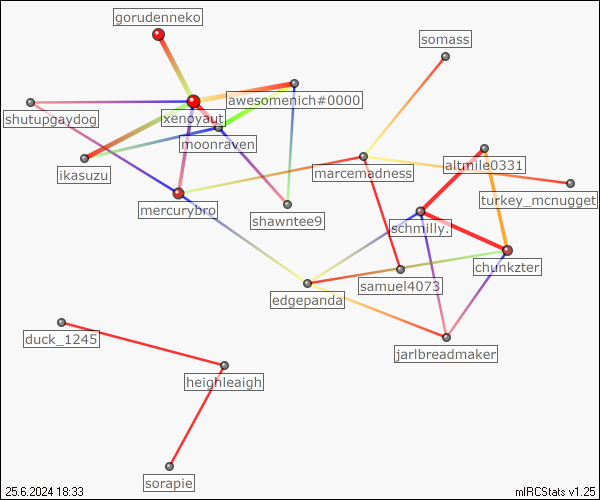 gorudenneko
somass
awesomenich#0000
shutupgaydog
xenoyaut
moonraven
altmile0331
ikasuzu
marcemadness
turkey_mcnugget
mercurybro
shawntee9
schmilly.
chunkzter
samuel4073
edgepanda
duck_1245
jarlbreadmaker
heighleaigh
sorapie
25.6.2024 18:33
mIRCStats v1.25